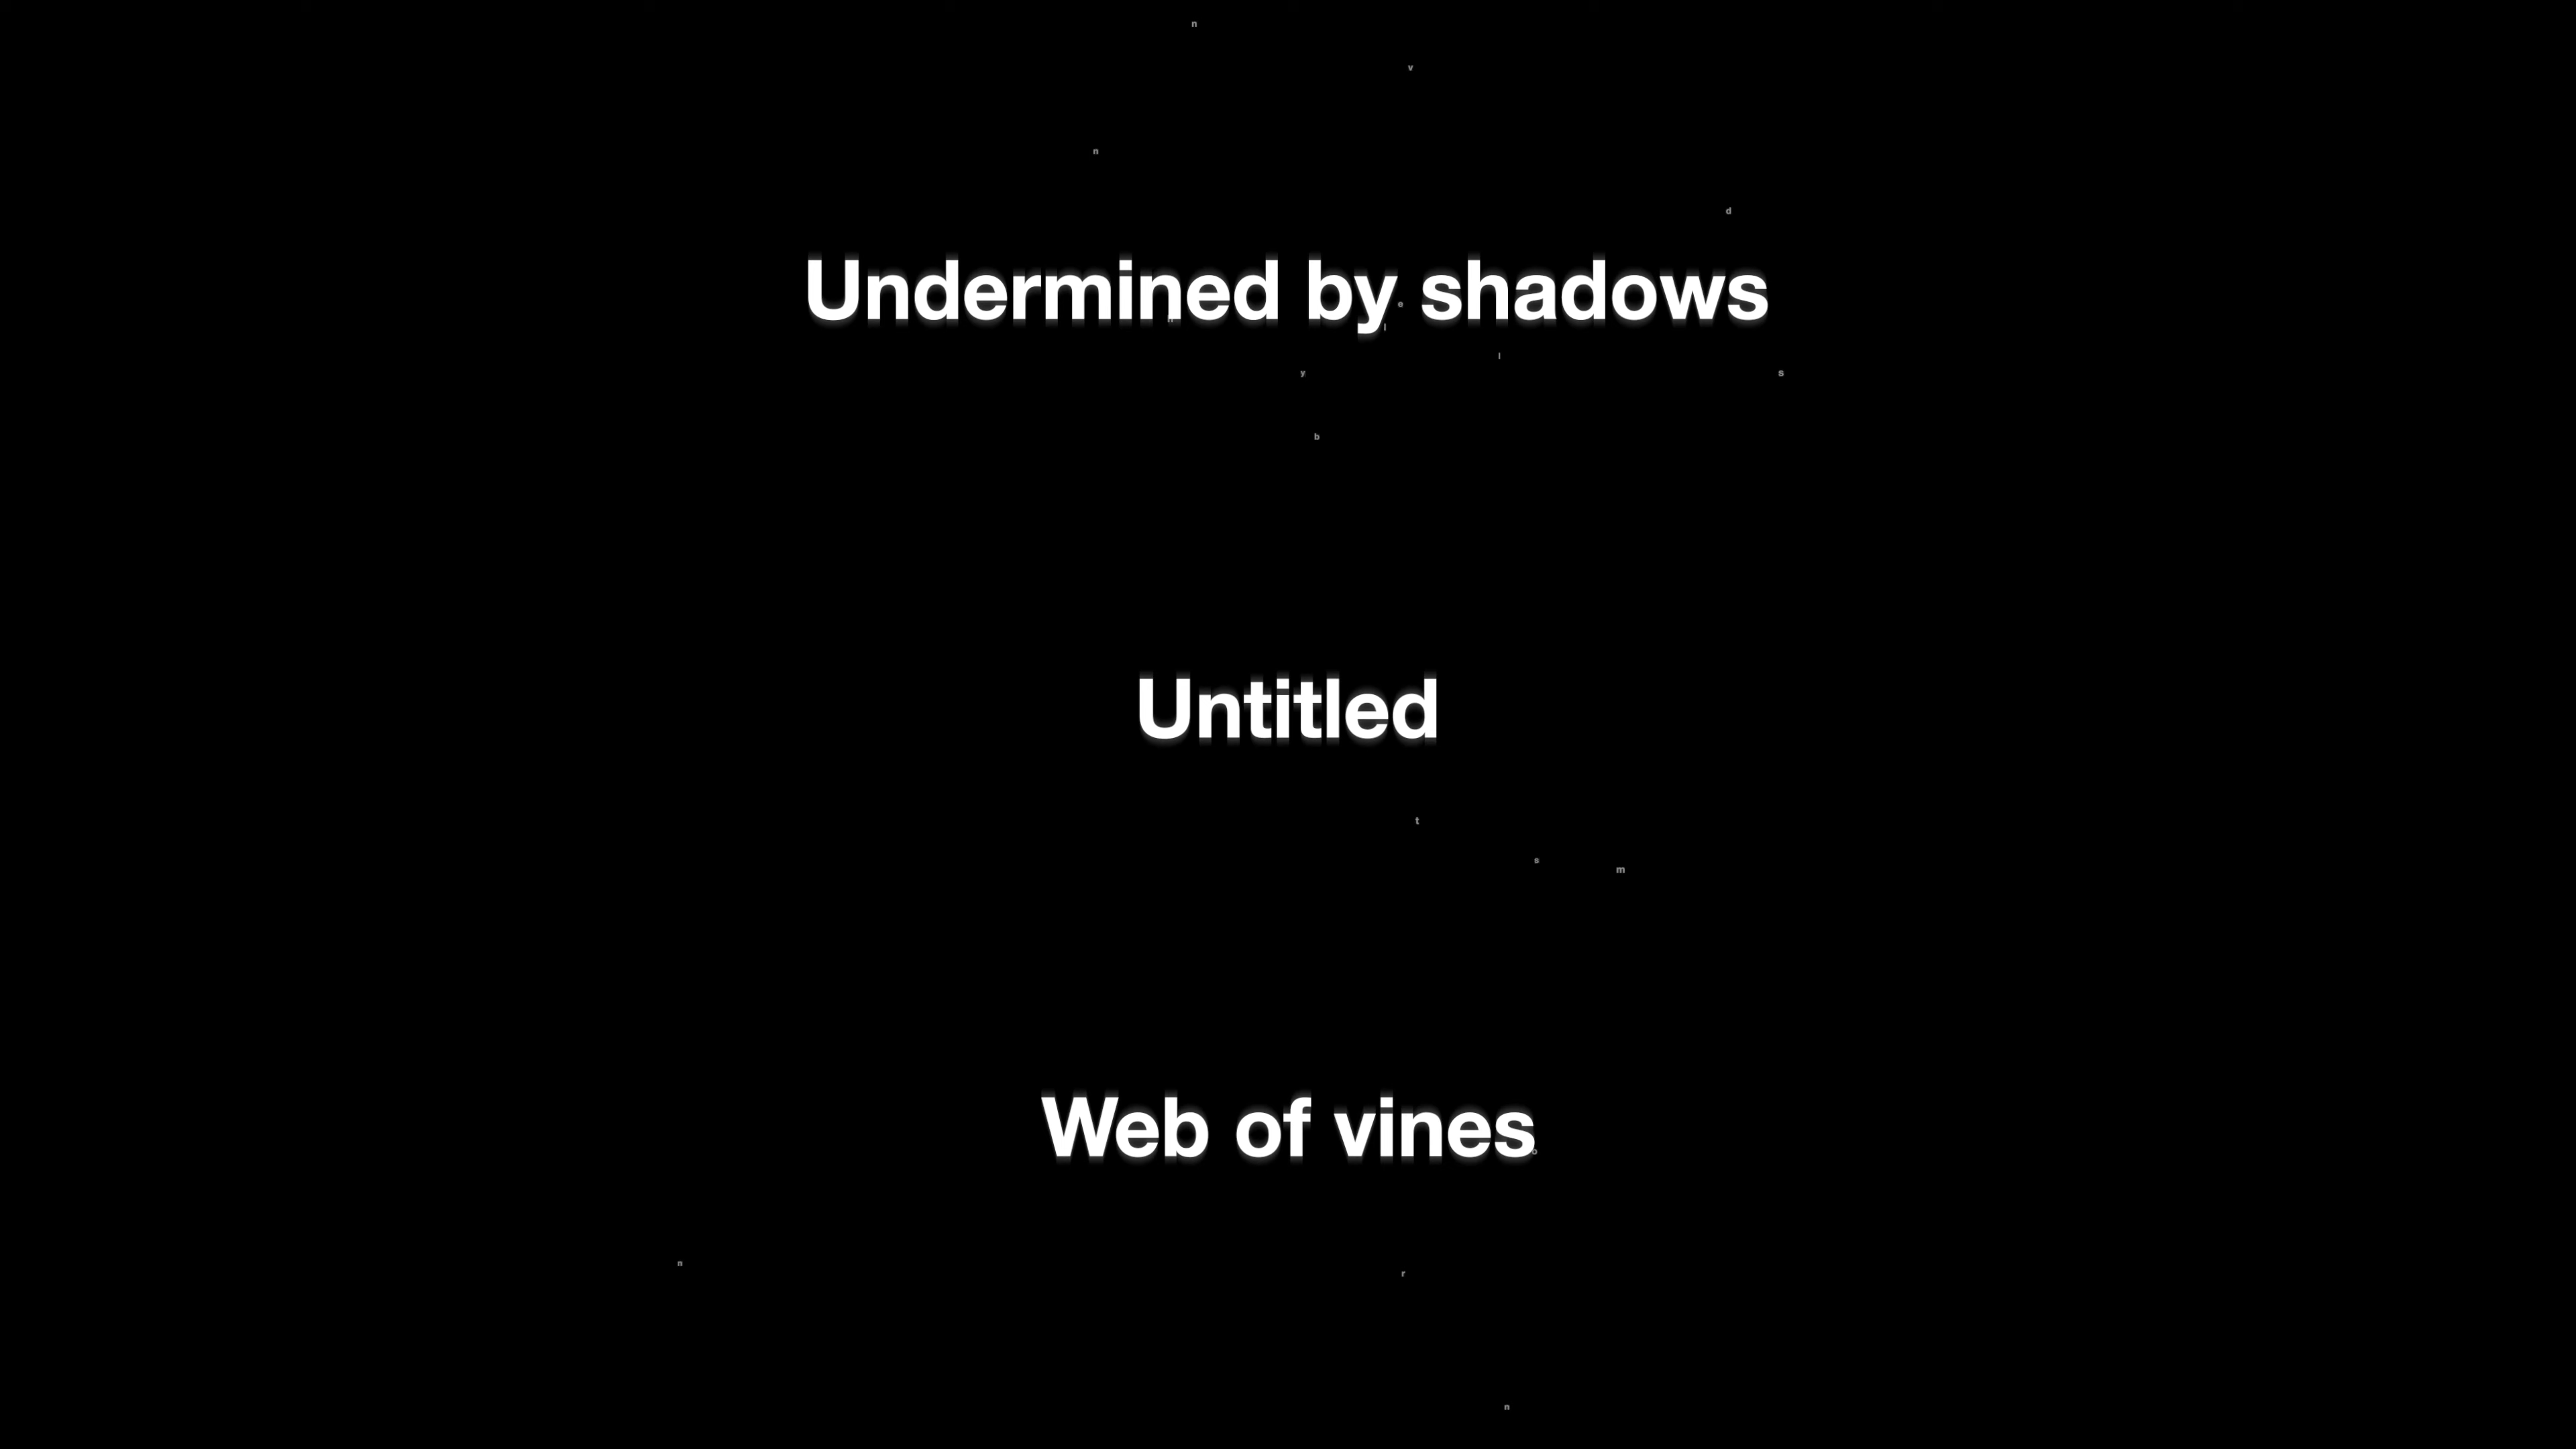 n
v
n
d
Undermined by shadows
e
n
l
l
y
s
b
Untitled
t
s
m
Web of vines
o
n
r
n